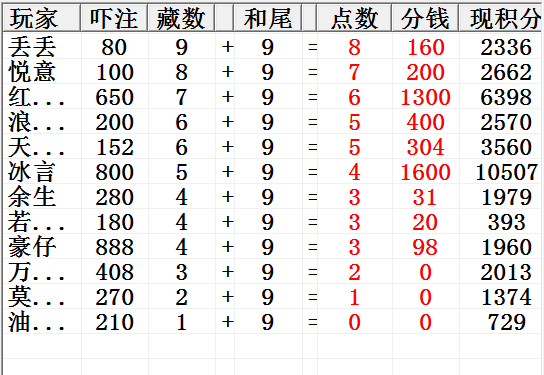 玩家 吓注 藏数 和尾 点数 分钱 现积分
丢丢 80 9 + 9 = 8 160 2336
悦意 100 8 + 9 = 7 200 2662
红... 650 7 + 9 = 6 1300 6398
浪... 200 6 + 9 = 5 400 2570
天... 152 6 + 9 = 5 304 3560
冰言 800 5 + 9 = 4 1600 10507
余生 280 4 + 9 = 3 31 1979
若... 180 4 + 9 = 3 20 393
豪仔 888 4 + 9 = 3 98 1960
万... 408 3 + 9 = 2 0 2013
莫... 270 2 + 9 = 1 0 1374
油... 210 1 + 9 = 0 0 729